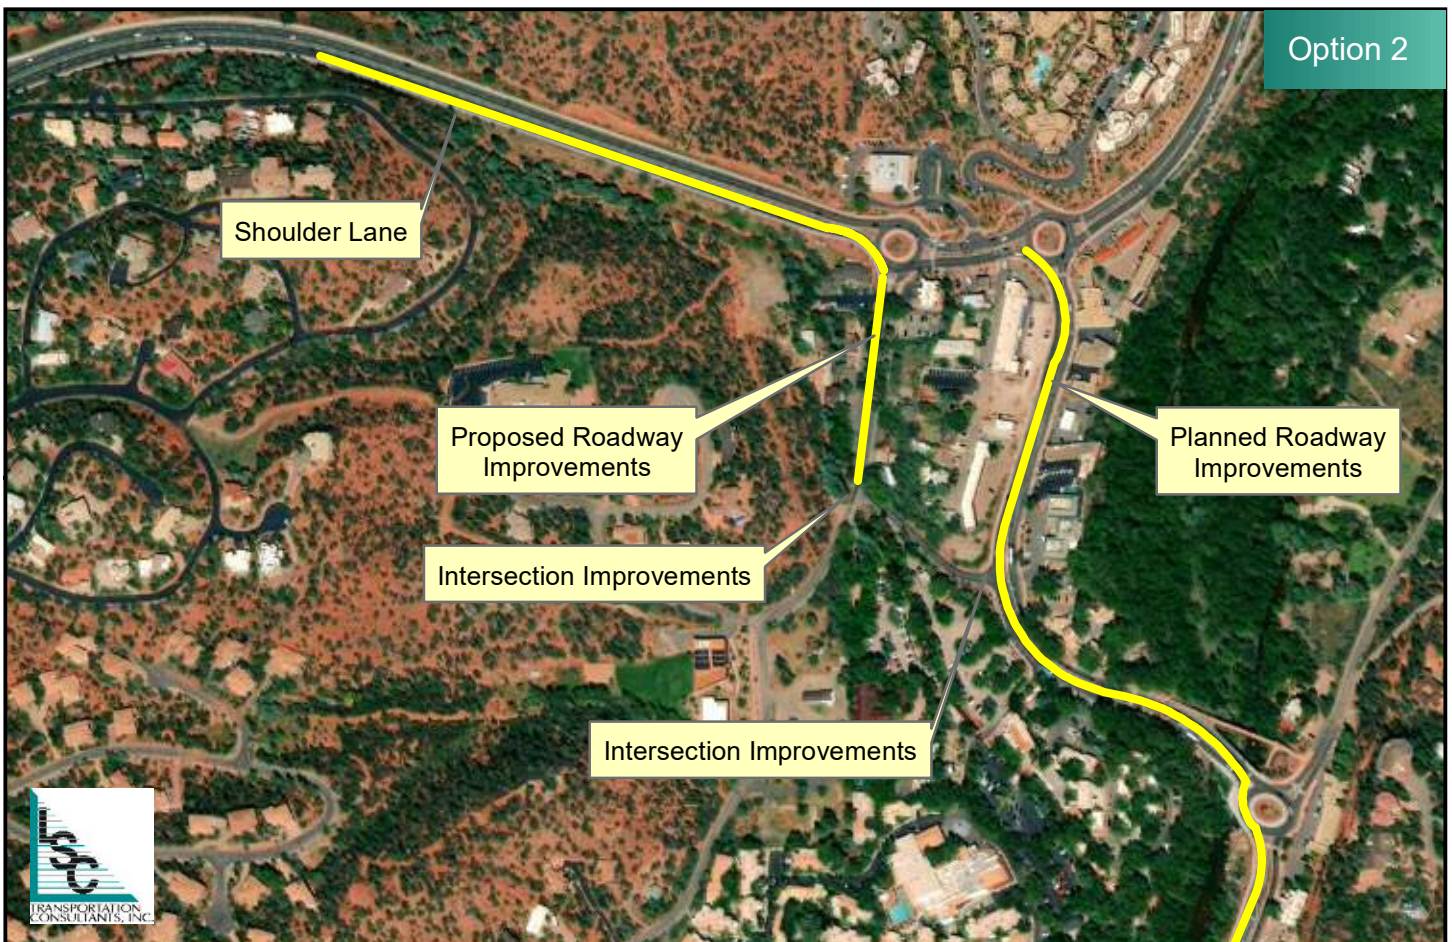 Option 2
Shoulder Lane
Proposed Roadway
Improvements
Planned Roadway
Improvements
Intersection Improvements
Intersection Improvements
LSC
TRANSPORTATION
CONSULTANTS, INC.